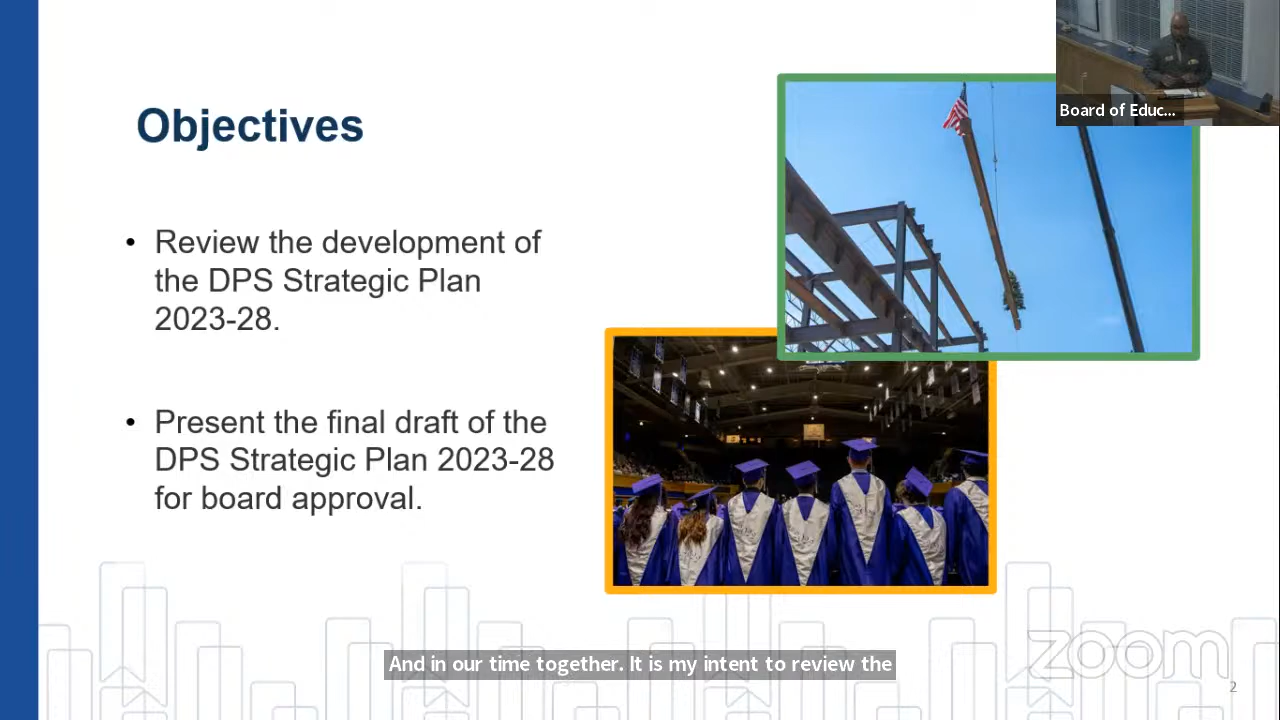 Board of Educ...
Objectives
• Review the development of
the DPS Strategic Plan
2023-28.
• Present the final draft of the
DPS Strategic Plan 2023-28
for board approval.
And in our time together. It is my intent to review the
zoom
2